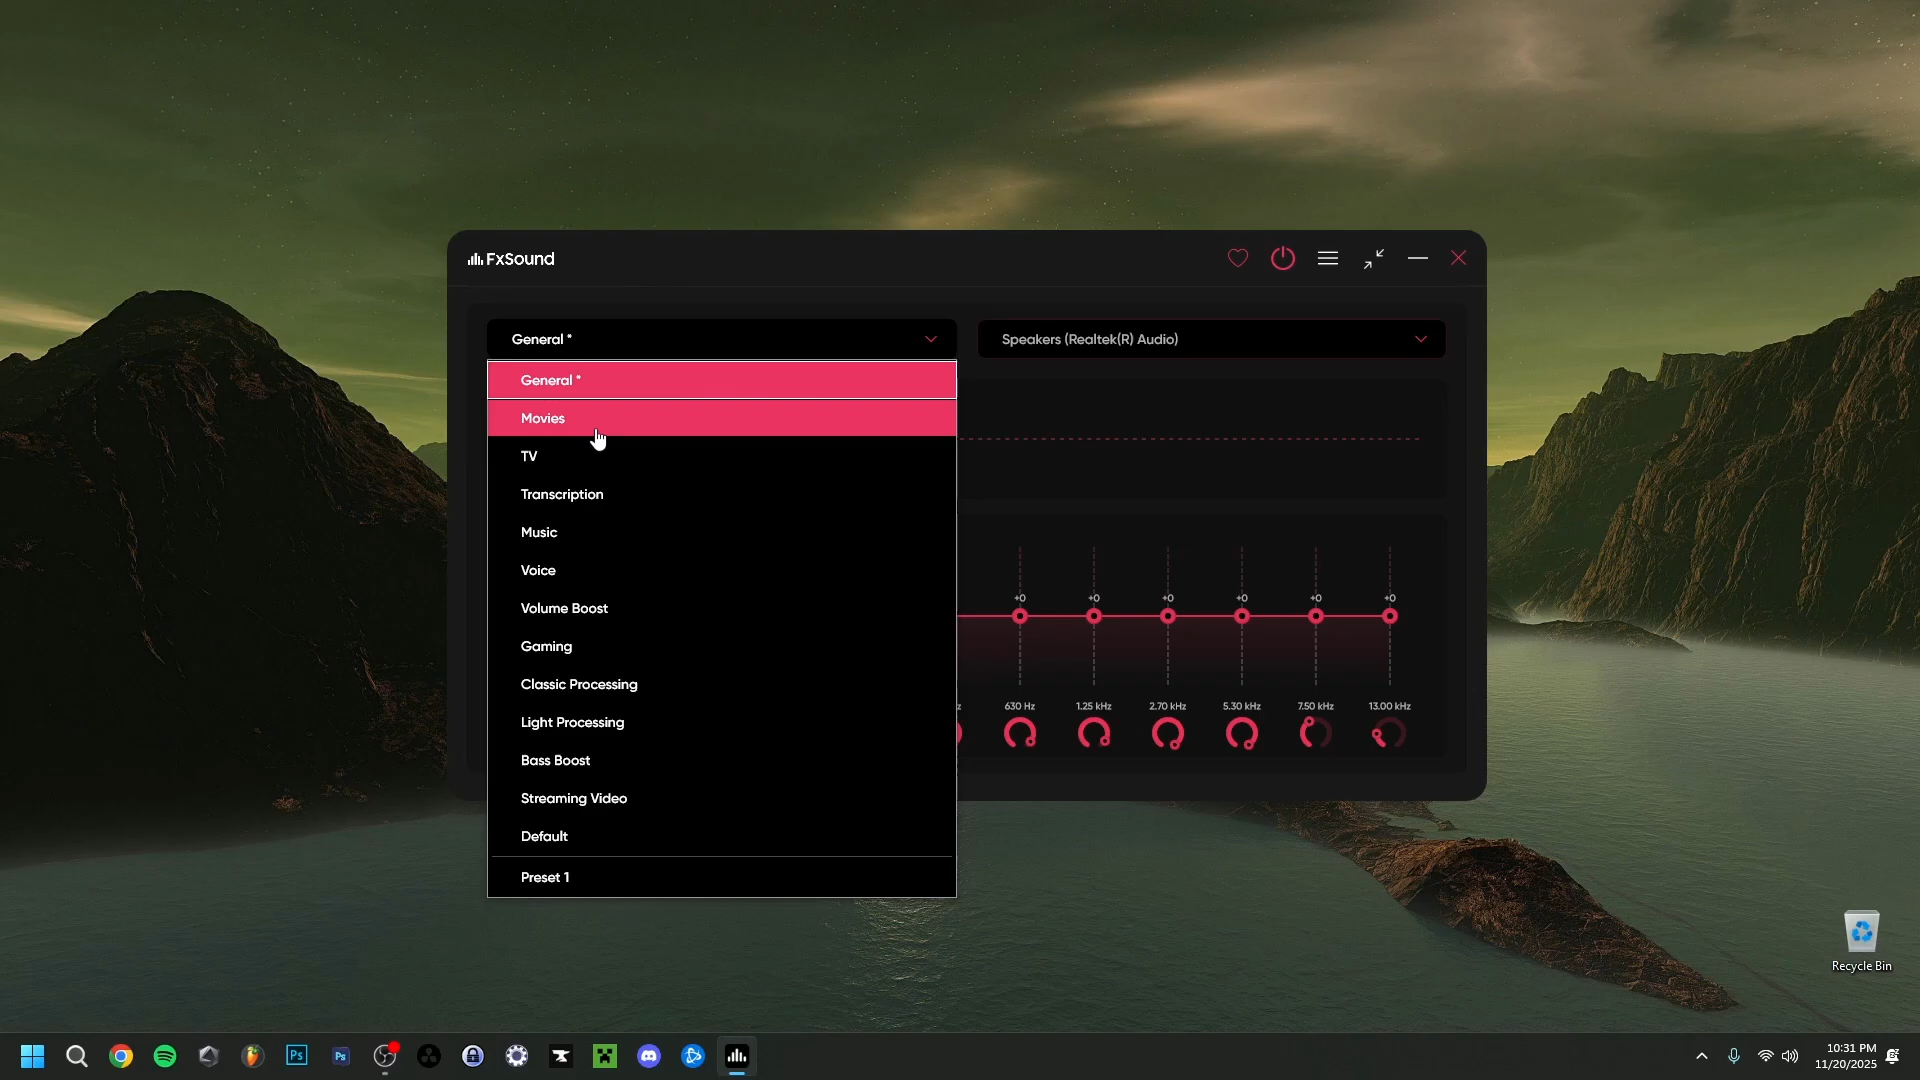 FxSound
General *
Speakers (Realtek(R) Audio)
General *
Movies
TV
Transcription
Music
Voice
Volume Boost
Gaming
Classic Processing
Light Processing
Bass Boost
Streaming Video
Default
Preset 1
+0 +0 +0 +0 +0 +0
z 630 Hz 1.25 kHz 2.70 kHz 5.30 kHz 7.50 kHz 13.00 kHz
Recycle Bin
Ps
Ps
10:31 PM
11/20/2025